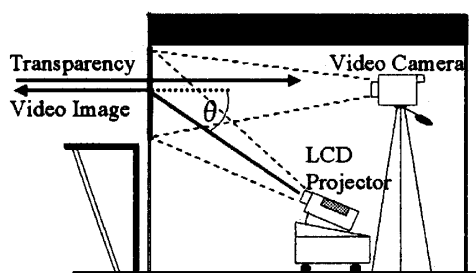 Transparency
Video Camera
Video Image
θ
LCD
Projector